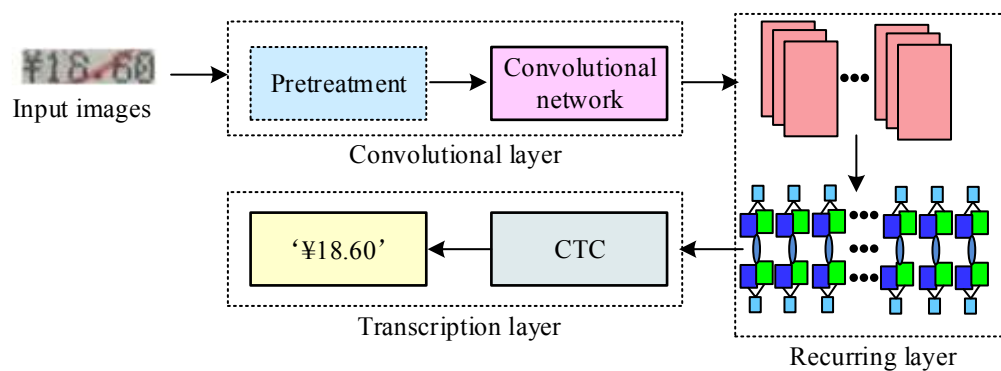 ¥18.60
Input images
Pretreatment
Convolutional
network
Convolutional layer
‘¥18.60’
CTC
Transcription layer
Recurring layer